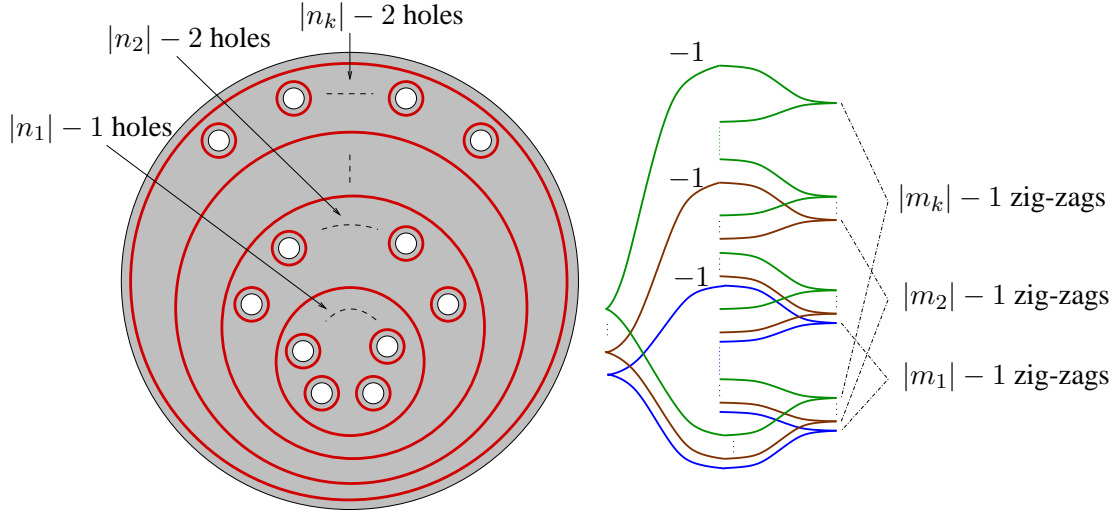 |n_k| − 2 holes
|n_2| − 2 holes
|n_1| − 1 holes
−1
−1
−1
|m_k| − 1 zig-zags
|m_2| − 1 zig-zags
|m_1| − 1 zig-zags